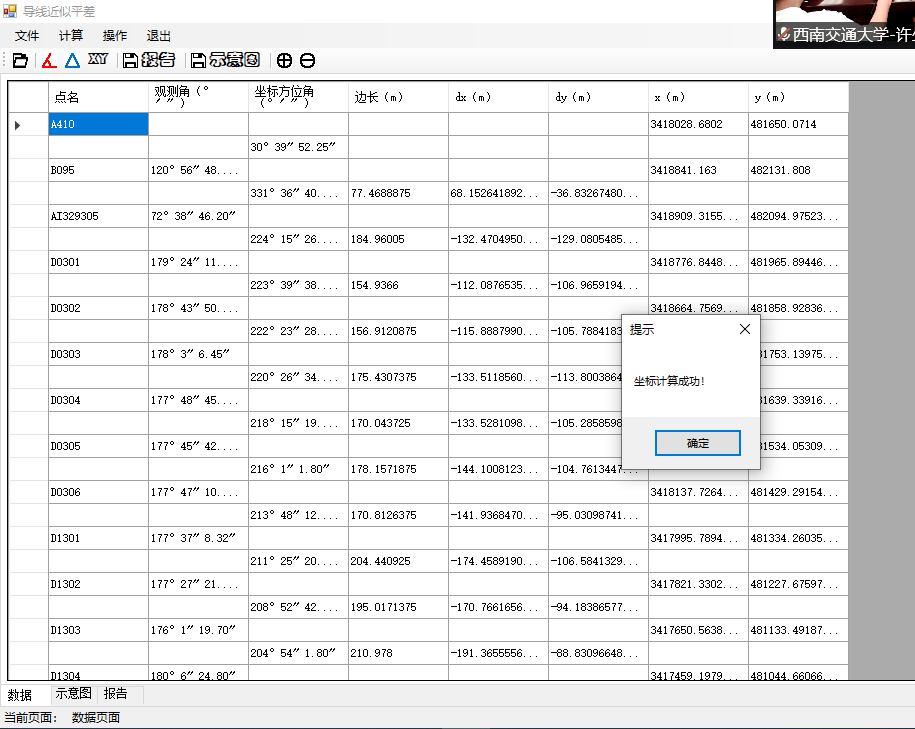 导线近似平差
西南交通大学-许
文件 计算 操作 退出
XY 报告 示意图
点名 观测角（° ′″） 坐标方位角（°′″） 边长（m） dx（m） dy（m） x（m） y（m）
A410 3418028.6802 481650.0714
30° 39″ 52.25″
B095 120° 56″ 48.... 3418841.163 482131.808
331° 36″ 40.... 77.4688875 68.152641892... -36.83267480...
AI329305 72° 38″ 46.20″ 3418909.3155... 482094.97523...
224° 15″ 26.... 184.96005 -132.4704950... -129.0805485...
D0301 179° 24″ 11.... 3418776.8448... 481965.89446...
223° 39″ 38.... 154.9366 -112.0876535... -106.9659194...
D0302 178° 43″ 50.... 3418664.7569... 481858.92836...
222° 23″ 28.... 156.9120875 -115.8887990... -105.7884183
D0303 178° 3″ 6.45″ 81753.13975...
220° 26″ 34.... 175.4307375 -133.5118560... -113.8003864
D0304 177° 48″ 45.... 81639.33916...
218° 15″ 19.... 170.043725 -133.5281098... -105.2858598
D0305 177° 45″ 42.... 81534.05309...
216° 1″ 1.80″ 178.1571875 -144.1008123... -104.7613447...
D0306 177° 47″ 10.... 3418137.7264... 481429.29154...
213° 48″ 12.... 170.8126375 -141.9368470... -95.03098741...
D1301 177° 37″ 8.32″ 3417995.7894... 481334.26035...
211° 25″ 20.... 204.440925 -174.4589190... -106.5841329...
D1302 177° 27″ 21.... 3417821.3302... 481227.67597...
208° 52″ 42.... 195.0171375 -170.7661656... -94.18386577...
D1303 176° 1″ 19.70″ 3417650.5638... 481133.49187...
204° 54″ 1.80″ 210.978 -191.3655556... -88.83096648...
D1304 180° 6″ 24.80″ 3417459.1979... 481044.66066...
提示
坐标计算成功!
确定
数据 示意图 报告
当前页面： 数据页面